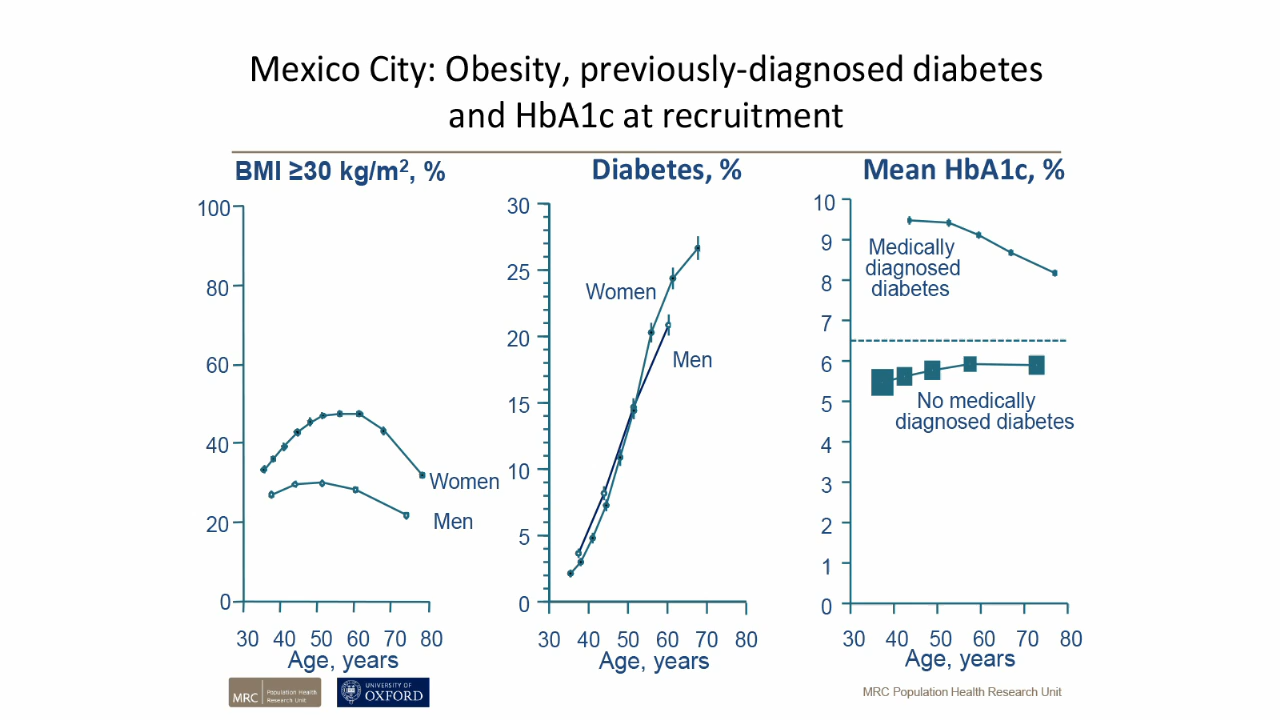 Mexico City: Obesity, previously-diagnosed diabetes
and HbA1c at recruitment
BMI ≥30 kg/m², %
100
80
60
40
20
0
30 40 50 60 70 80
Age, years
Women
Men
Diabetes, %
30
25
20
15
10
5
0
30 40 50 60 70 80
Age, years
Women
Men
Mean HbA1c, %
10
9
8
7
6
5
4
3
2
1
0
30 40 50 60 70 80
Age, years
Medically
diagnosed
diabetes
No medically
diagnosed diabetes
MRC
Population Health
Research Unit
UNIVERSITY OF
OXFORD
MRC Population Health Research Unit